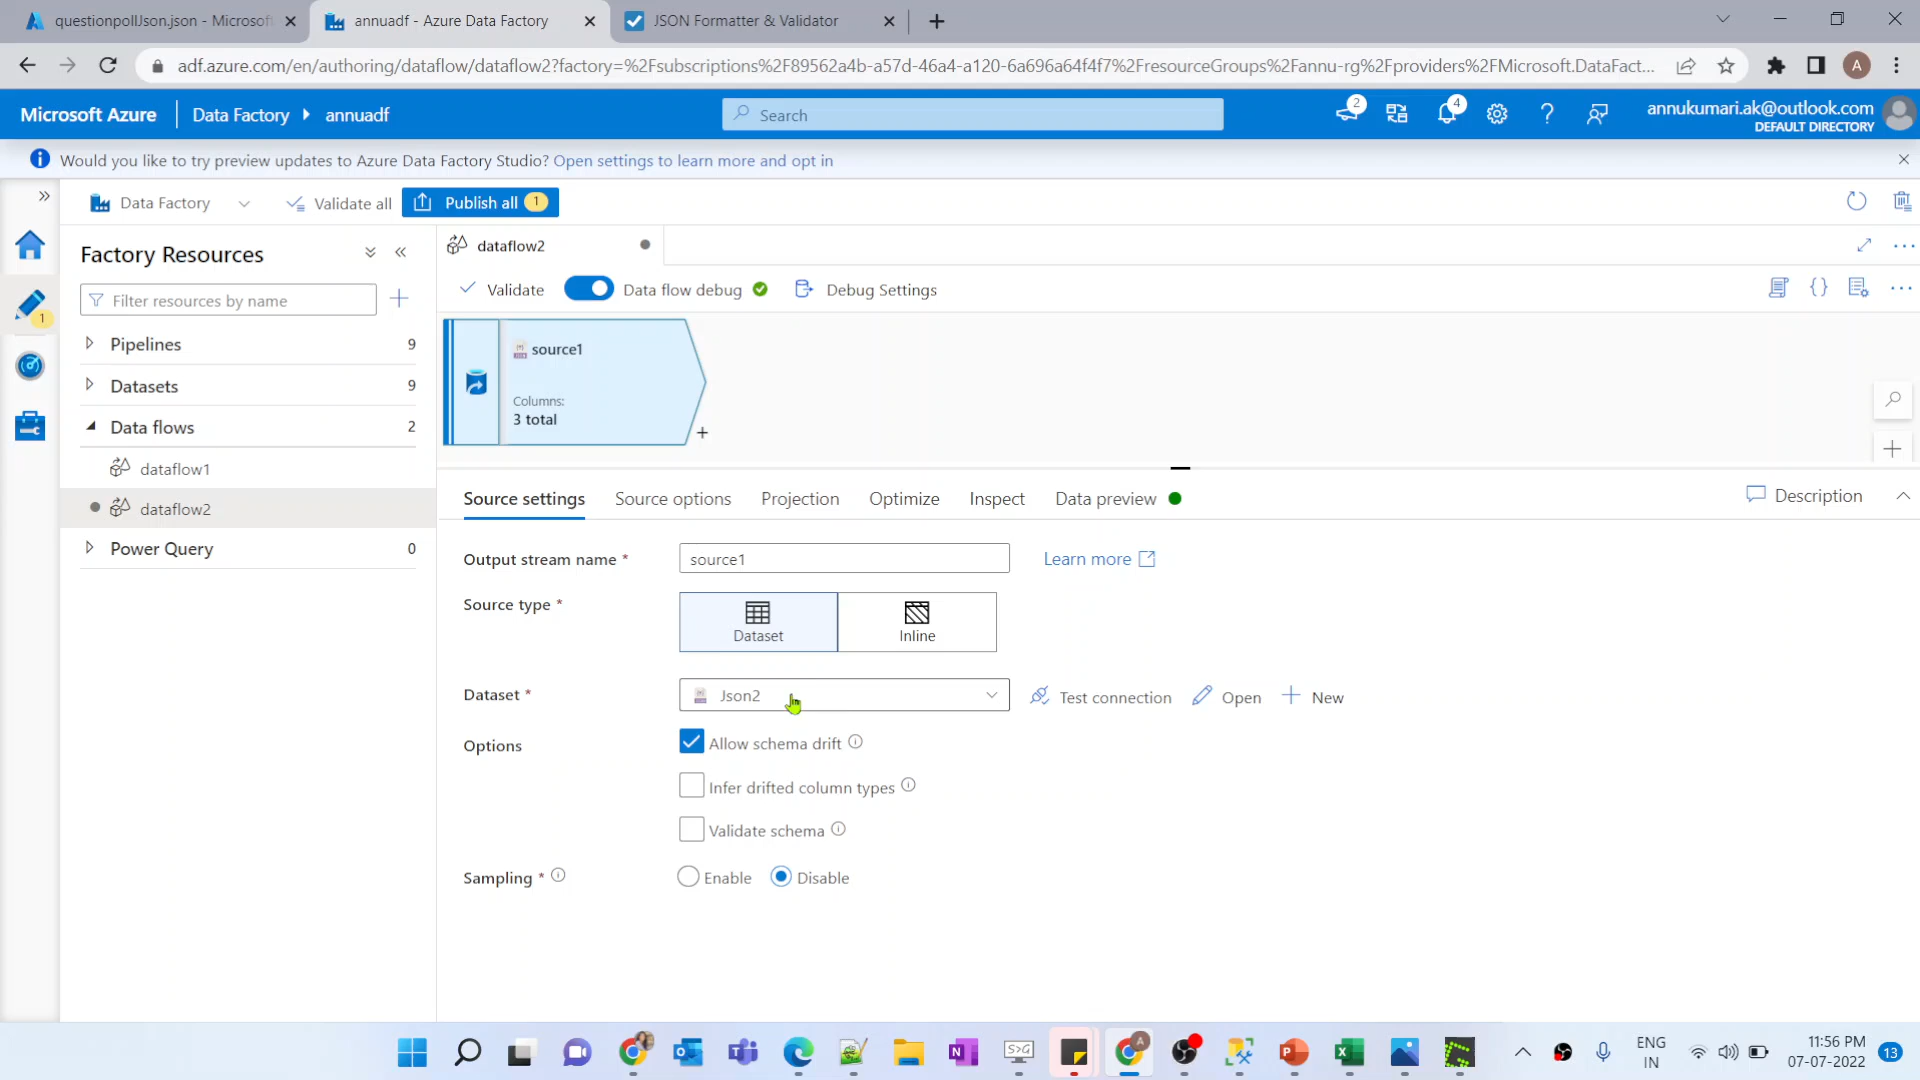 questionpollJson.json - Microsoft
annuadf - Azure Data Factory
JSON Formatter & Validator
adf.azure.com/en/authoring/dataflow/dataflow2?factory=%2Fsubscriptions%2F89562a4b-a57d-46a4-a120-6a696a64f4f7%2FresourceGroups%2Fannu-rg%2Fproviders%2FMicrosoft.DataFact...
A
Microsoft Azure
Data Factory
annuadf
Search
2
4
annukumari.ak@outlook.com
DEFAULT DIRECTORY
Would you like to try preview updates to Azure Data Factory Studio? Open settings to learn more and opt in
Data Factory
Validate all
Publish all 1
Factory Resources
dataflow2
Filter resources by name
Validate
Data flow debug
Debug Settings
1
Pipelines 9
Datasets 9
Data flows 2
dataflow1
dataflow2
Power Query 0
source1
Columns:
3 total
Source settings
Source options
Projection
Optimize
Inspect
Data preview
Description
Output stream name *
source1
Learn more
Source type *
Dataset
Inline
Dataset *
Json2
Test connection
Open
New
Options
Allow schema drift
Infer drifted column types
Validate schema
Sampling *
Enable
Disable
ENG
IN
11:56 PM
07-07-2022
13